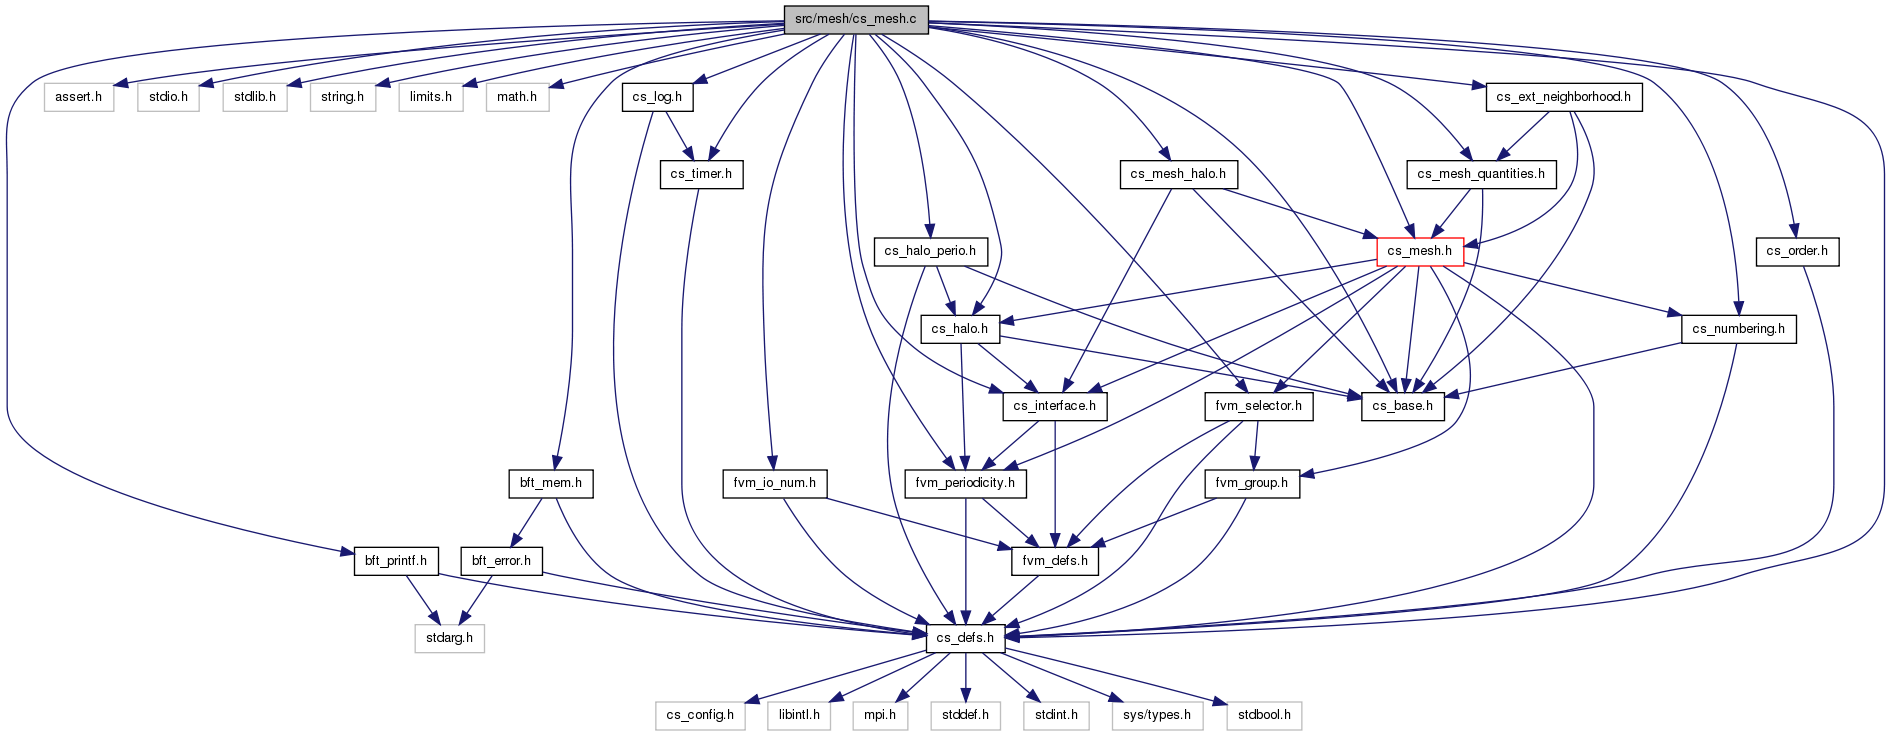 src/mesh/cs_mesh.c
assert.h
stdio.h
stdlib.h
string.h
limits.h
math.h
cs_log.h
cs_ext_neighborhood.h
cs_timer.h
cs_mesh_halo.h
cs_mesh_quantities.h
cs_halo_perio.h
cs_mesh.h
cs_order.h
cs_halo.h
cs_numbering.h
cs_interface.h
fvm_selector.h
cs_base.h
bft_mem.h
fvm_io_num.h
fvm_periodicity.h
fvm_group.h
bft_printf.h
bft_error.h
fvm_defs.h
stdarg.h
cs_defs.h
cs_config.h
libintl.h
mpi.h
stddef.h
stdint.h
sys/types.h
stdbool.h